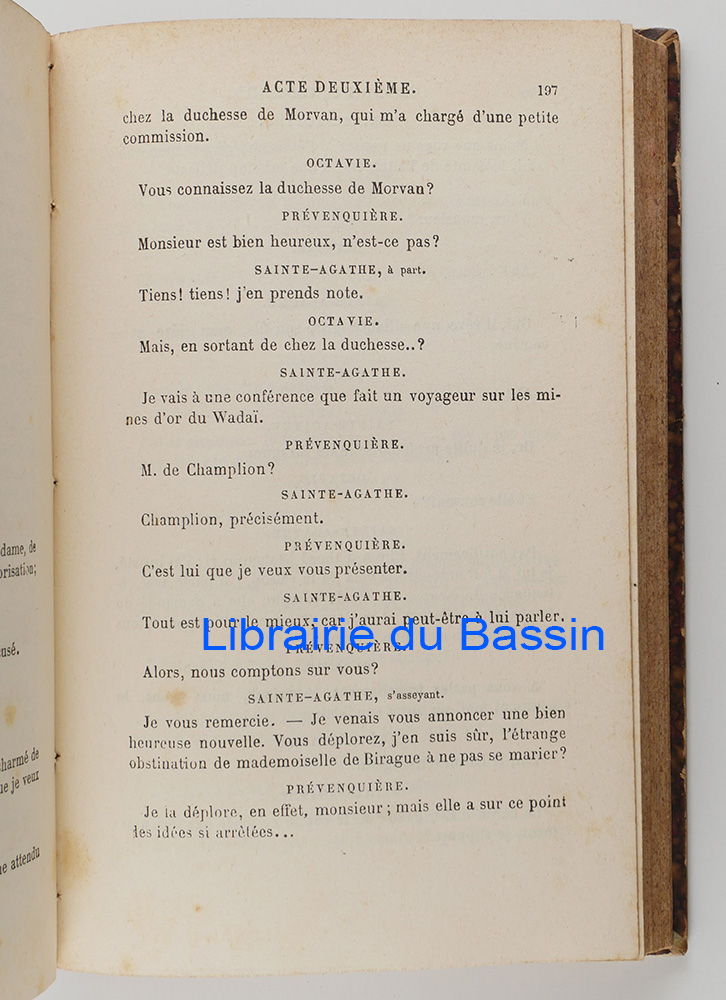 dame, de
orisation;
usé.
charmé de
ue je veux
ne attendu
ACTE DEUXIÈME. 197
chez la duchesse de Morvan, qui m'a chargé d'une petite
commission.
OCTAVIE.
Vous connaissez la duchesse de Morvan?
PRÉVENQUIÈRE.
Monsieur est bien heureux, n'est-ce pas?
SAINTE-AGATHE, à part.
Tiens! tiens! j'en prends note.
OCTAVIE.
Mais, en sortant de chez la duchesse..?
SAINTE-AGATHE.
Je vais à une conférence que fait un voyageur sur les mi-
nes d'or du Wadaï.
PRÉVENQUIÈRE.
M. de Champlion?
SAINTE-AGATHE.
Champlion, précisément.
PRÉVENQUIÈRE.
C'est lui que je veux vous présenter.
SAINTE-AGATHE.
Tout est pour le mieux, car j'aurai peut-être à lui parler.
Librairie du Bassin
PRÉVENQUIÈRE.
Alors, nous comptons sur vous?
SAINTE-AGATHE, s'asseyant.
Je vous remercie. — Je venais vous annoncer une bien
heureuse nouvelle. Vous déplorez, j'en suis sûr, l'étrange
obstination de mademoiselle de Birague à ne pas se marier?
PRÉVENQUIÈRE.
Je la déplore, en effet, monsieur; mais elle a sur ce point
des idées si arrêtées...